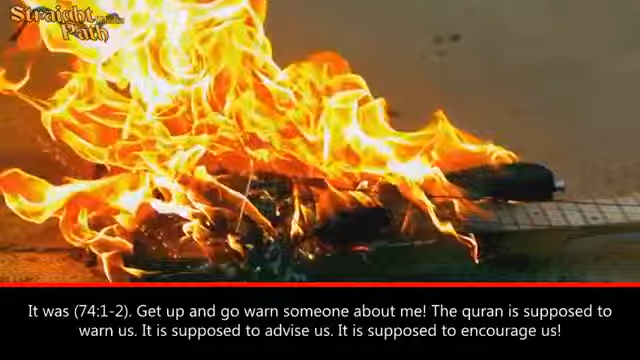 Straight
Path
It was (74:1-2). Get up and go warn someone about me! The quran is supposed to
warn us. It is supposed to advise us. It is supposed to encourage us!